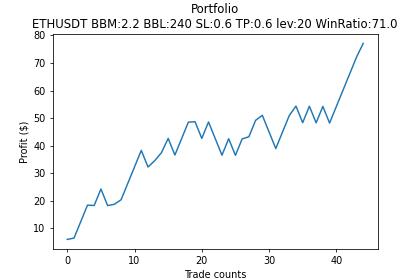 Portfolio
ETHUSDT BBM:2.2 BBL:240 SL:0.6 TP:0.6 lev:20 WinRatio:71.0
80
70
60
50
40
30
20
10
Profit ($)
0 10 20 30 40
Trade counts